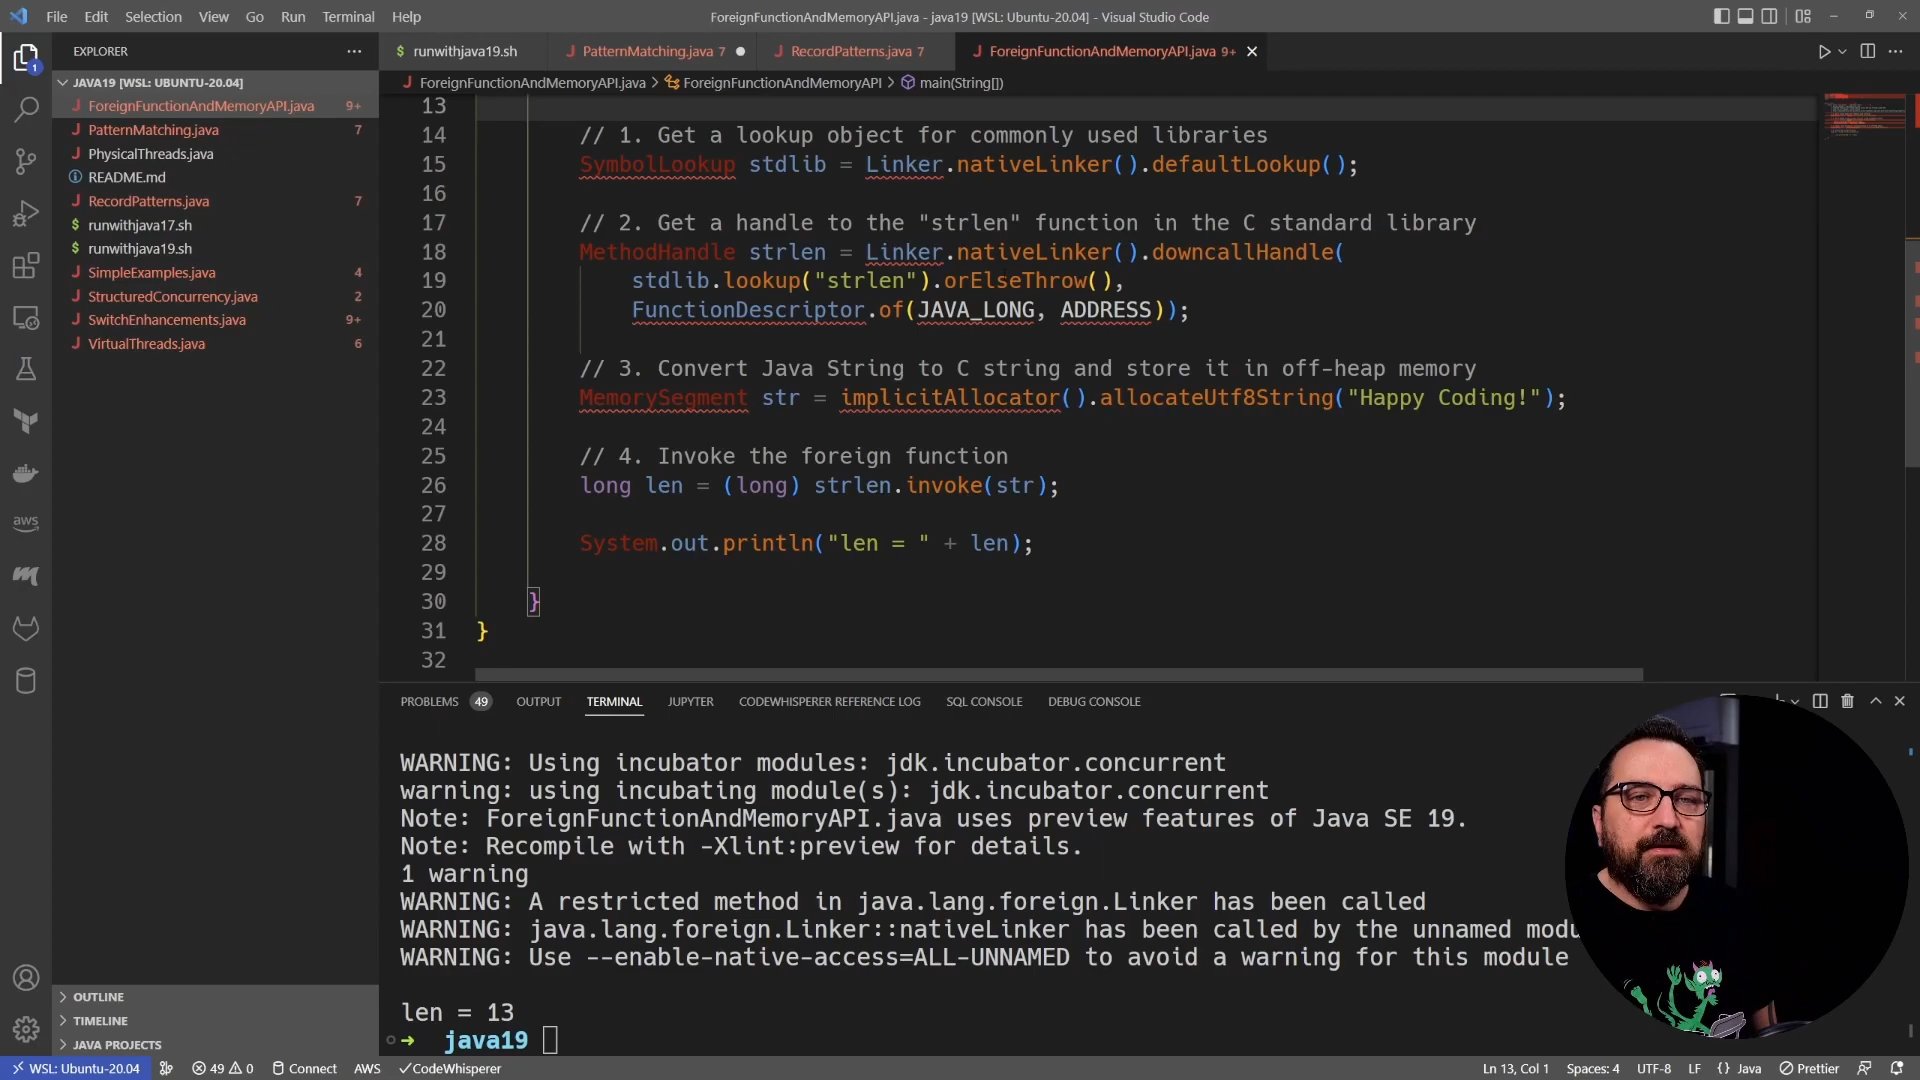 File Edit Selection View Go Run Terminal Help
ForeignFunctionAndMemoryAPI.java - java19 [WSL: Ubuntu-20.04] - Visual Studio Code
EXPLORER
runwithjava19.sh
PatternMatching.java 7
RecordPatterns.java 7
ForeignFunctionAndMemoryAPI.java 9+
JAVA19 [WSL: UBUNTU-20.04]
ForeignFunctionAndMemoryAPI.java > ForeignFunctionAndMemoryAPI > main(String[])
ForeignFunctionAndMemoryAPI.java 9+
PatternMatching.java 7
PhysicalThreads.java
README.md
RecordPatterns.java 7
runwithjava17.sh
runwithjava19.sh
SimpleExamples.java 4
StructuredConcurrency.java 2
SwitchEnhancements.java 9+
VirtualThreads.java 6
aws
OUTLINE
TIMELINE
JAVA PROJECTS
13
14 // 1. Get a lookup object for commonly used libraries
15 SymbolLookup stdlib = Linker.nativeLinker().defaultLookup();
16
17 // 2. Get a handle to the "strlen" function in the C standard library
18 MethodHandle strlen = Linker.nativeLinker().downcallHandle(
19 stdlib.lookup("strlen").orElseThrow(),
20 FunctionDescriptor.of(JAVA_LONG, ADDRESS));
21
22 // 3. Convert Java String to C string and store it in off-heap memory
23 MemorySegment str = implicitAllocator().allocateUtf8String("Happy Coding!");
24
25 // 4. Invoke the foreign function
26 long len = (long) strlen.invoke(str);
27
28 System.out.println("len = " + len);
29
30 }
31 }
32
PROBLEMS 49 OUTPUT TERMINAL JUPYTER CODEWHISPERER REFERENCE LOG SQL CONSOLE DEBUG CONSOLE
WARNING: Using incubator modules: jdk.incubator.concurrent
warning: using incubating module(s): jdk.incubator.concurrent
Note: ForeignFunctionAndMemoryAPI.java uses preview features of Java SE 19.
Note: Recompile with -Xlint:preview for details.
1 warning
WARNING: A restricted method in java.lang.foreign.Linker has been called
WARNING: java.lang.foreign.Linker::nativeLinker has been called by the unnamed
WARNING: Use --enable-native-access=ALL-UNNAMED to avoid a warning for this module
len = 13
java19
WSL: Ubuntu-20.04 49 0 Connect AWS CodeWhisperer
Ln 13, Col 1 Spaces: 4 UTF-8 LF {} Java Prettier